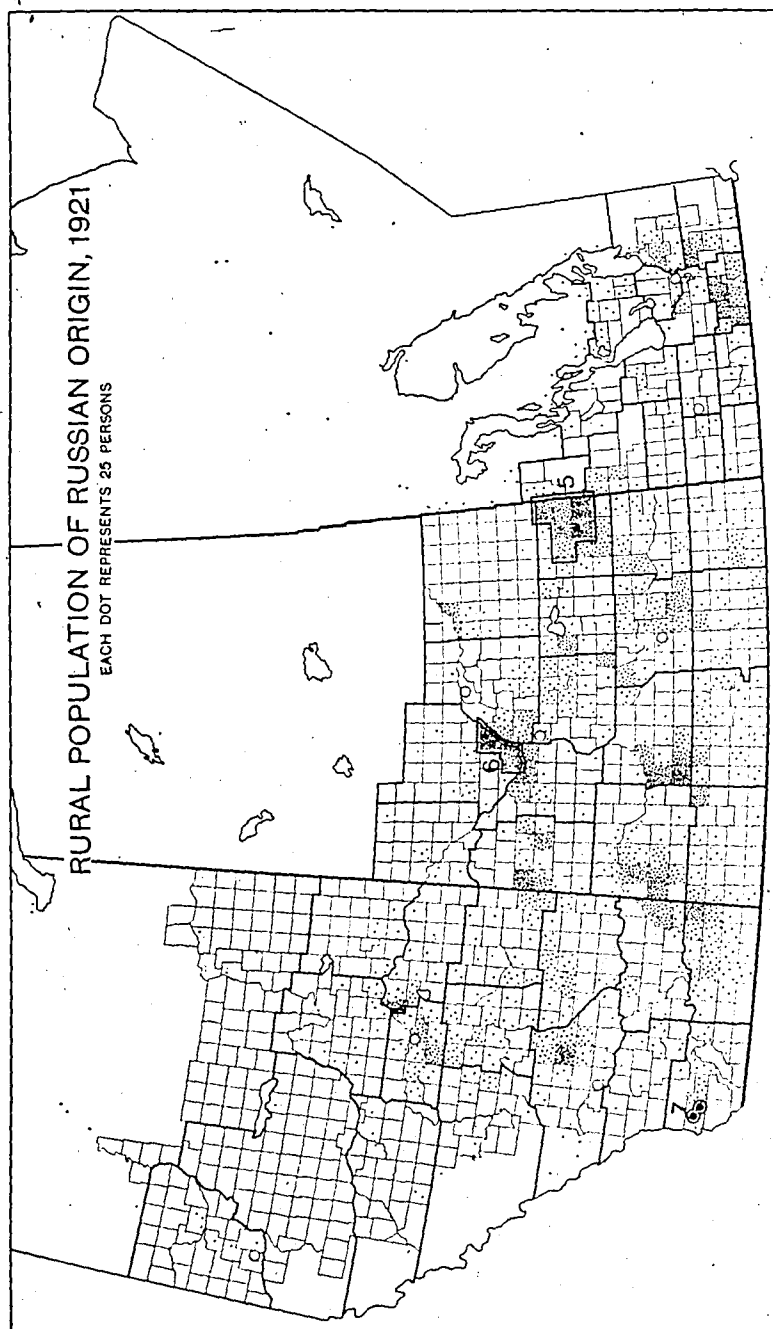 RURAL POPULATION OF RUSSIAN ORIGIN, 1921
EACH DOT REPRESENTS 25 PERSONS
5
6
7